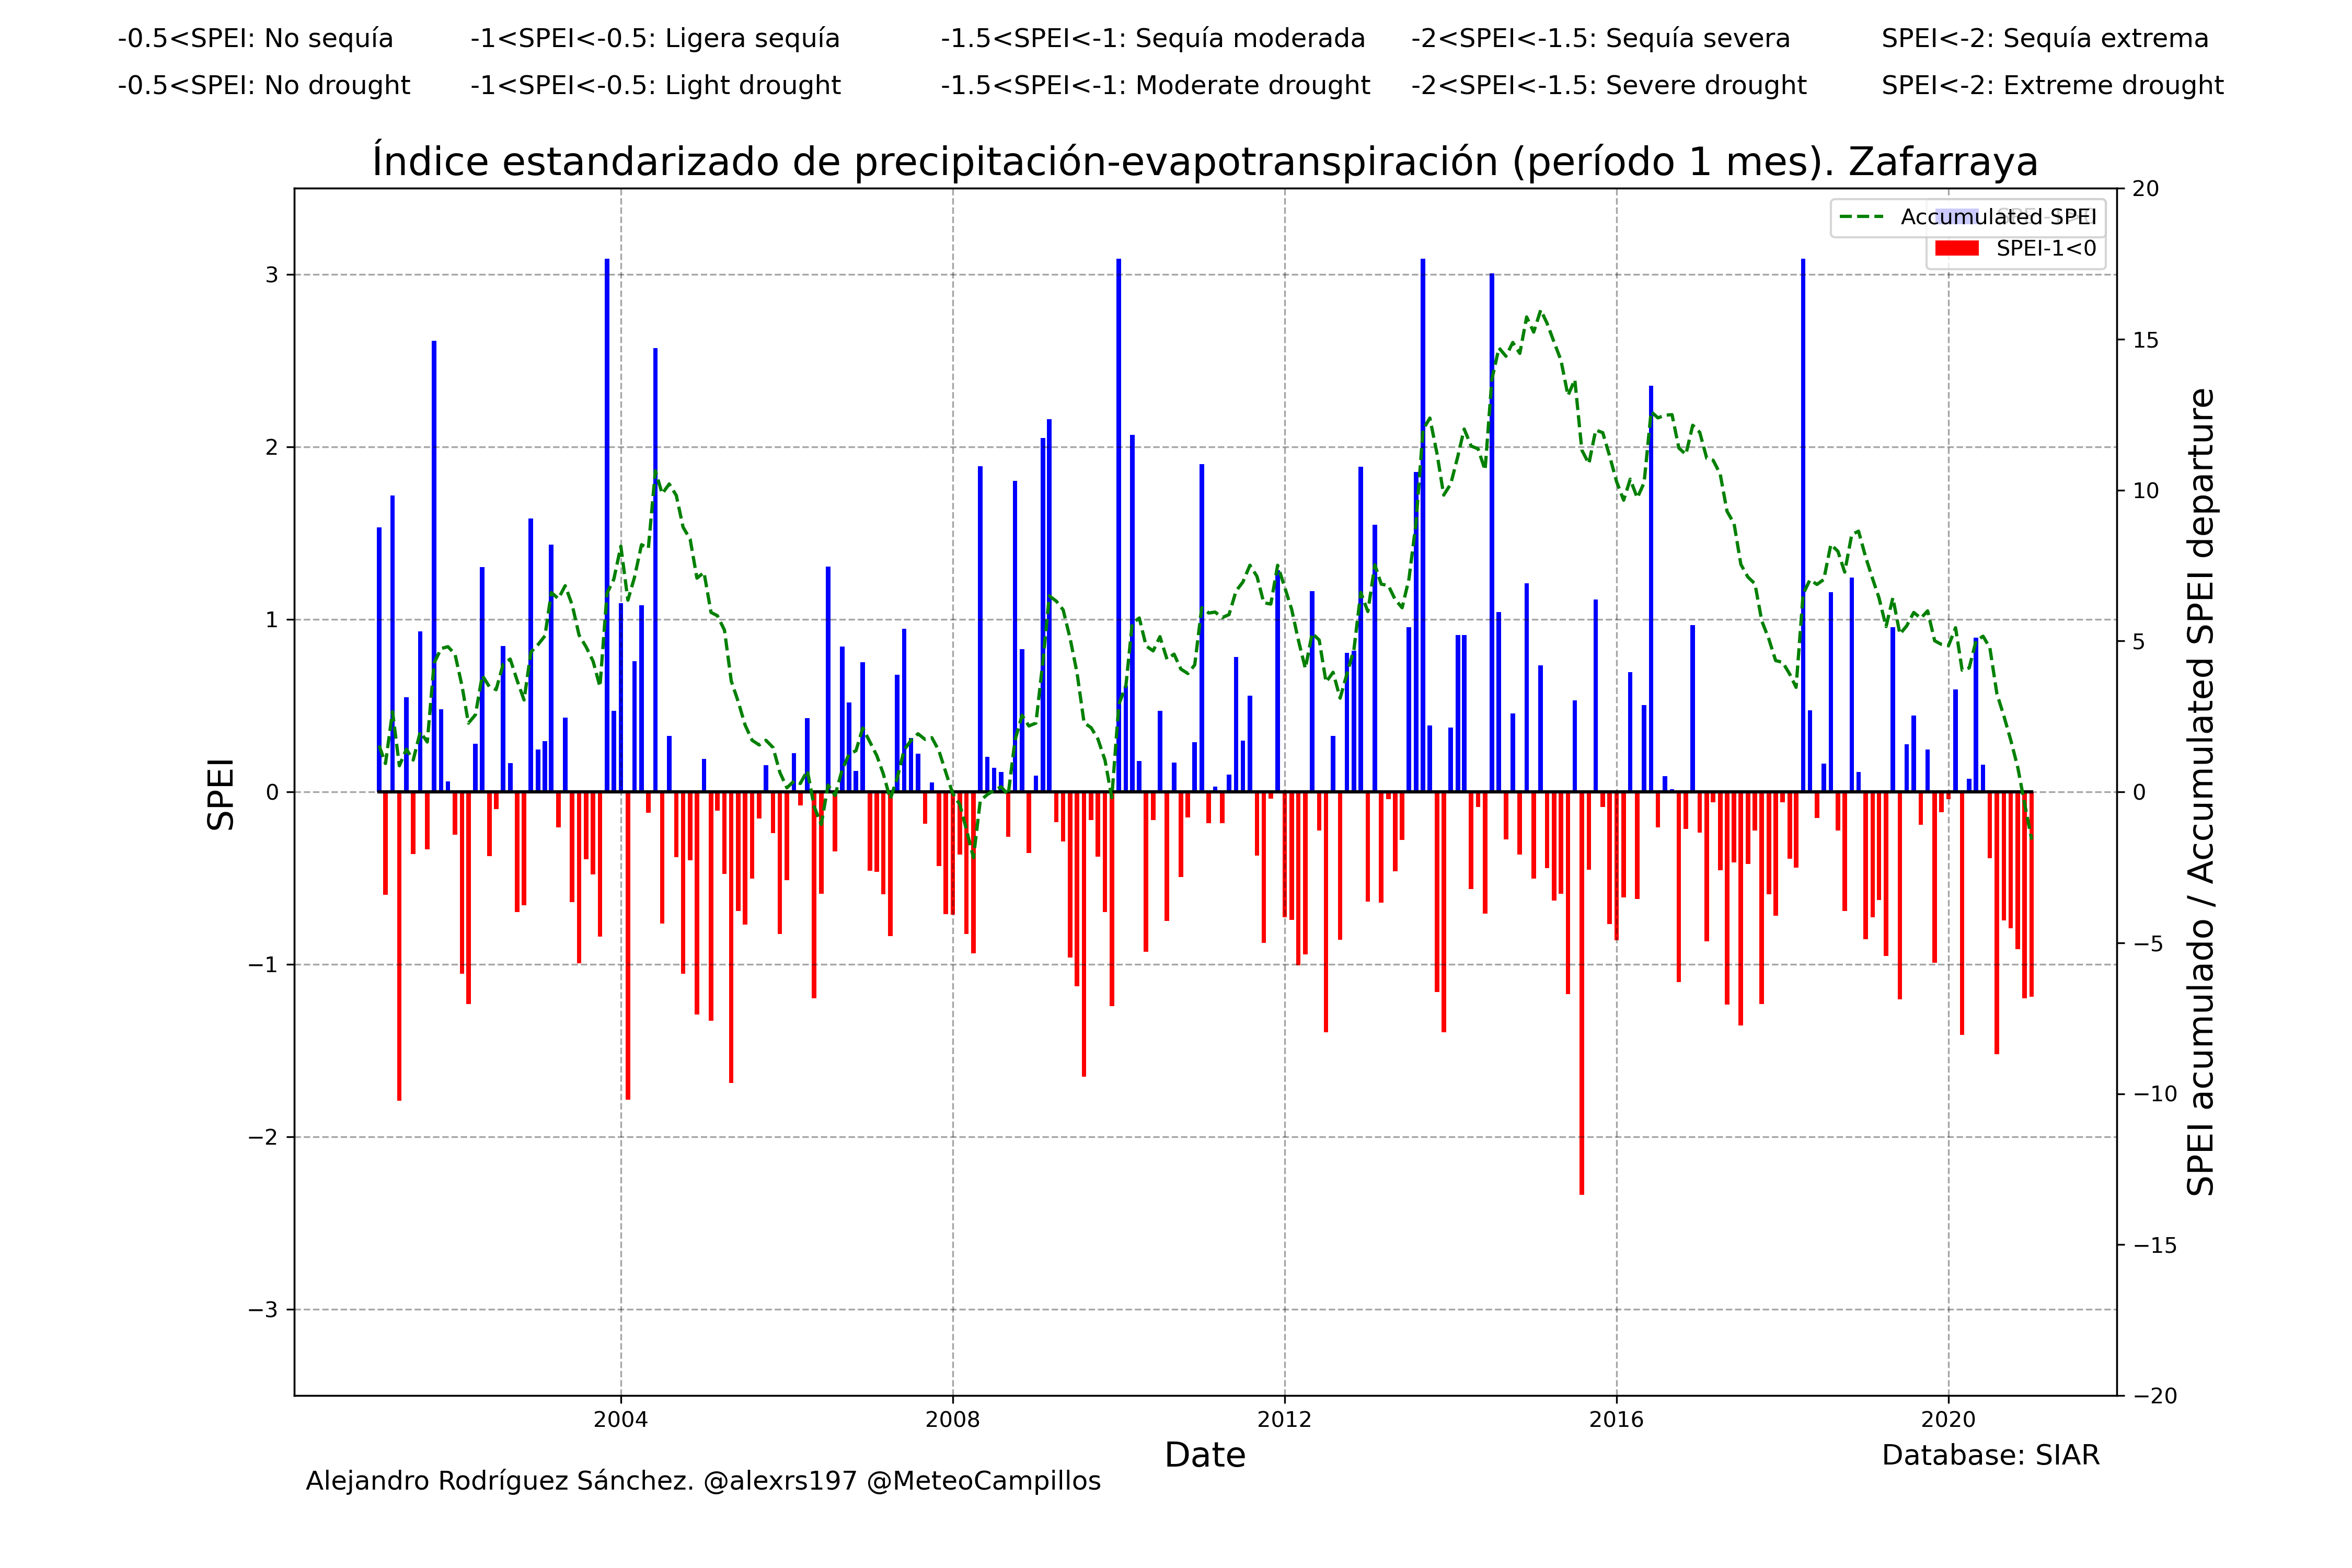 -0.5<SPEI: No sequía -1<SPEI<-0.5: Ligera sequía -1.5<SPEI<-1: Sequía moderada -2<SPEI<-1.5: Sequía severa SPEI<-2: Sequía extrema
-0.5<SPEI: No drought -1<SPEI<-0.5: Light drought -1.5<SPEI<-1: Moderate drought -2<SPEI<-1.5: Severe drought SPEI<-2: Extreme drought
Índice estandarizado de precipitación-evapotranspiración (período 1 mes). Zafarraya
Accumulated SPEI
SPEI-1<0
SPEI
3
2
1
0
−1
−2
−3
20
15
10
5
0
−5
−10
−15
−20
SPEI acumulado / Accumulated SPEI departure
2004 2008 2012 2016 2020
Date
Database: SIAR
Alejandro Rodríguez Sánchez. @alexrs197 @MeteoCampillos